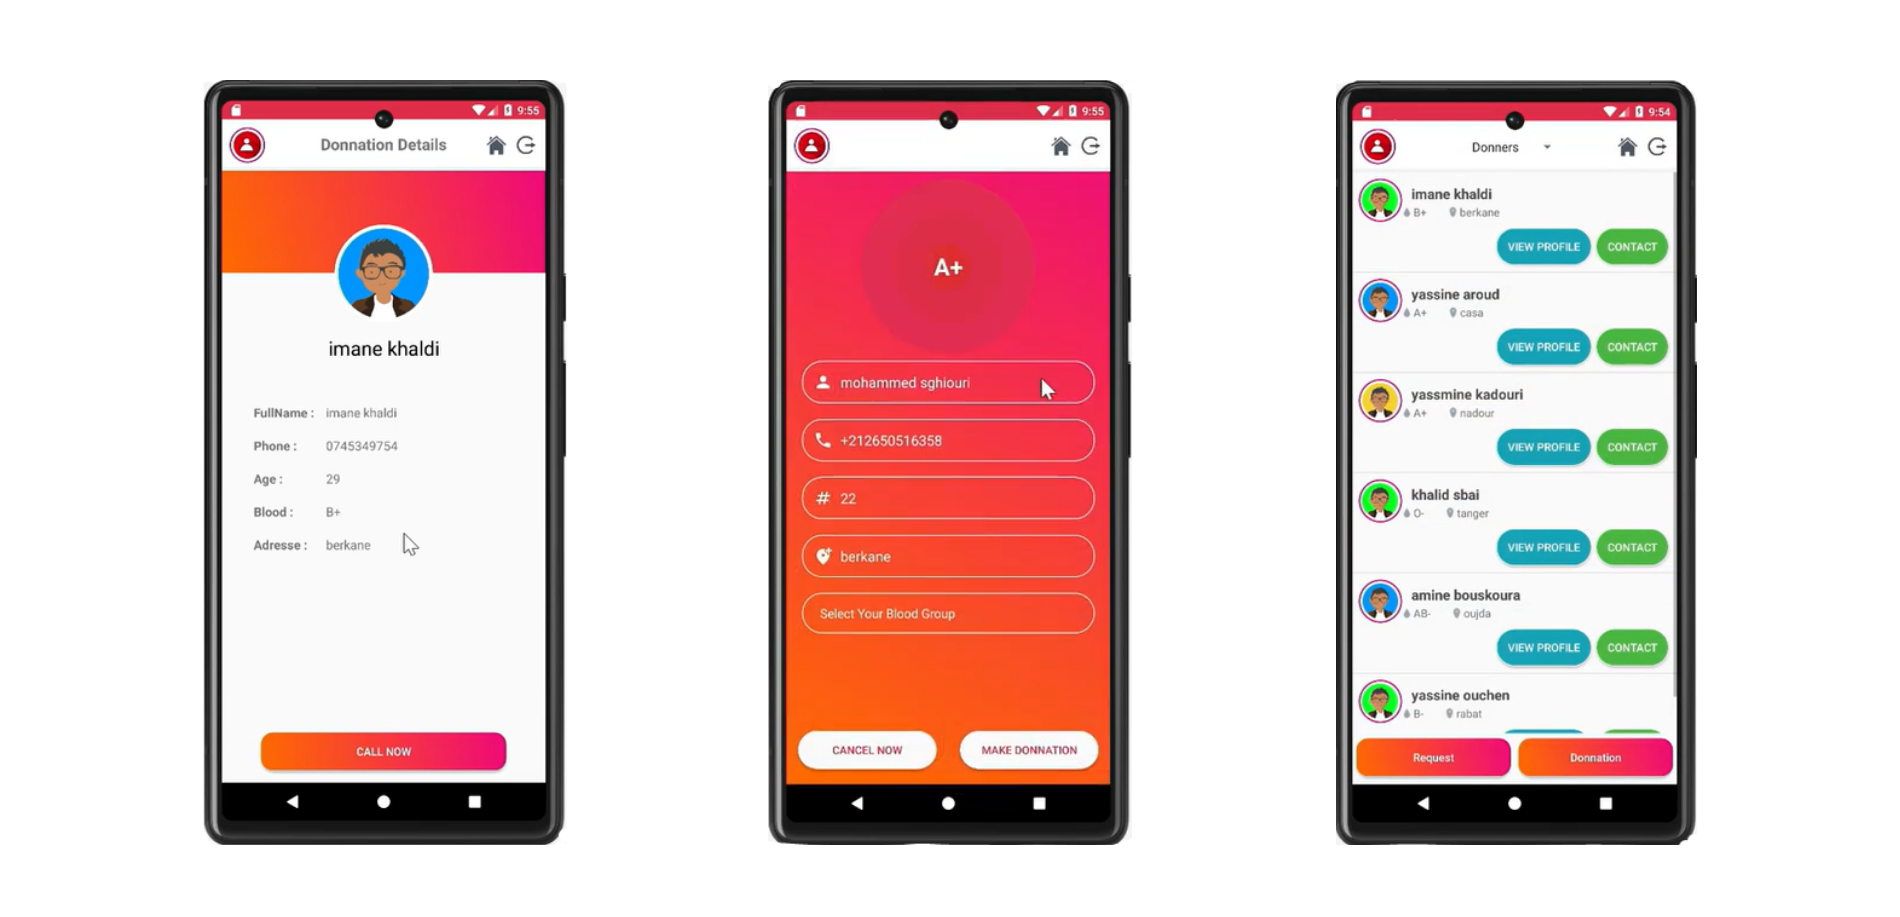 9:55
Donnation Details
imane khaldi
FullName : imane khaldi
Phone : 0745349754
Age : 29
Blood : B+
Adresse : berkane
CALL NOW
9:55
A+
mohammed sghiouri
+212650516358
# 22
berkane
Select Your Blood Group
CANCEL NOW MAKE DONNATION
9:54
Donners
imane khaldi
B+ berkane
VIEW PROFILE CONTACT
yassine aroud
A+ casa
VIEW PROFILE CONTACT
yassmine kadouri
A+ nadour
VIEW PROFILE CONTACT
khalid sbai
O- tanger
VIEW PROFILE CONTACT
amine bouskoura
AB- oujda
VIEW PROFILE CONTACT
yassine ouchen
B- rabat
Request Donnation